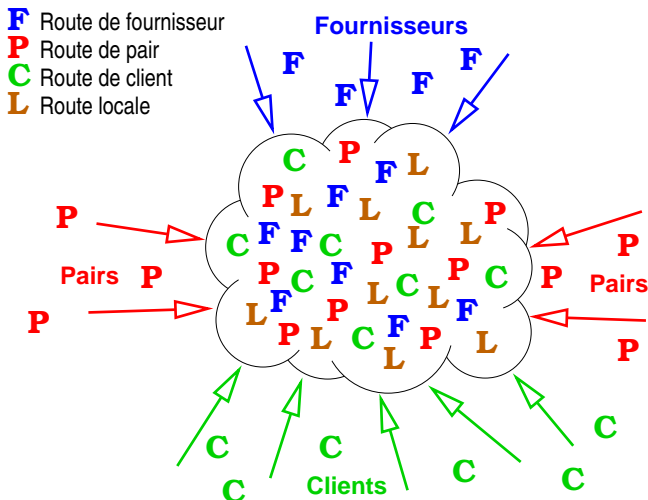 F Route de fournisseur
P Route de pair
C Route de client
L Route locale
Fournisseurs
F F
F F
P
C F L
P L F L C P
F F L L
C C P
P P
Pairs P P C F C L C L P C P Pairs
P L F P L F
P L C F P L P
L
C C C
C C C
Clients